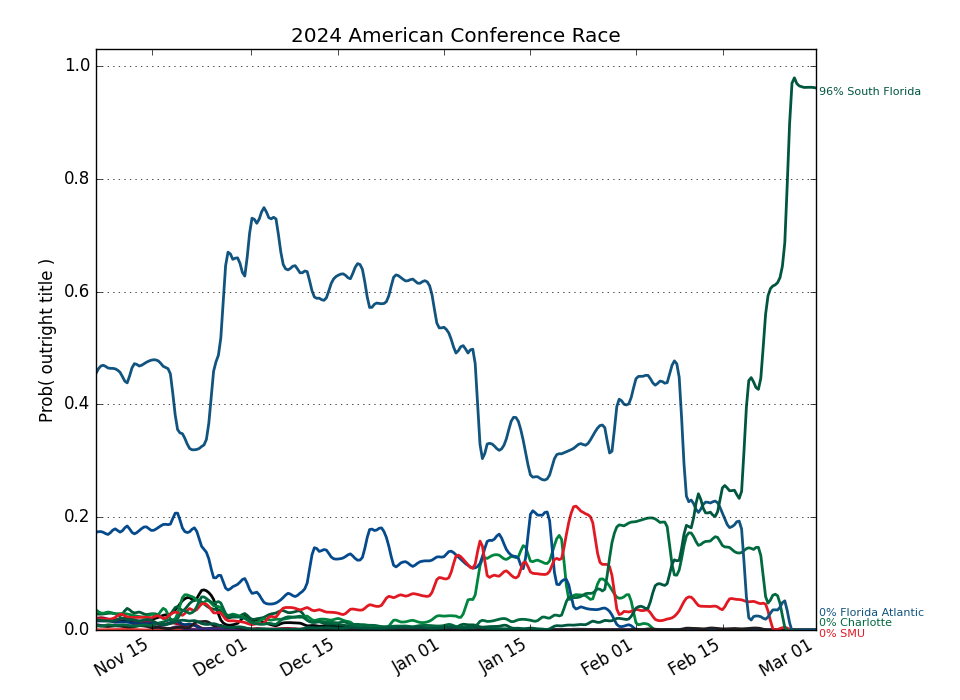 2024 American Conference Race
Prob( outright title )
1.0
0.8
0.6
0.4
0.2
0.0
96% South Florida
0% Florida Atlantic
0% Charlotte
0% SMU
Nov 15
Dec 01
Dec 15
Jan 01
Jan 15
Feb 01
Feb 15
Mar 01